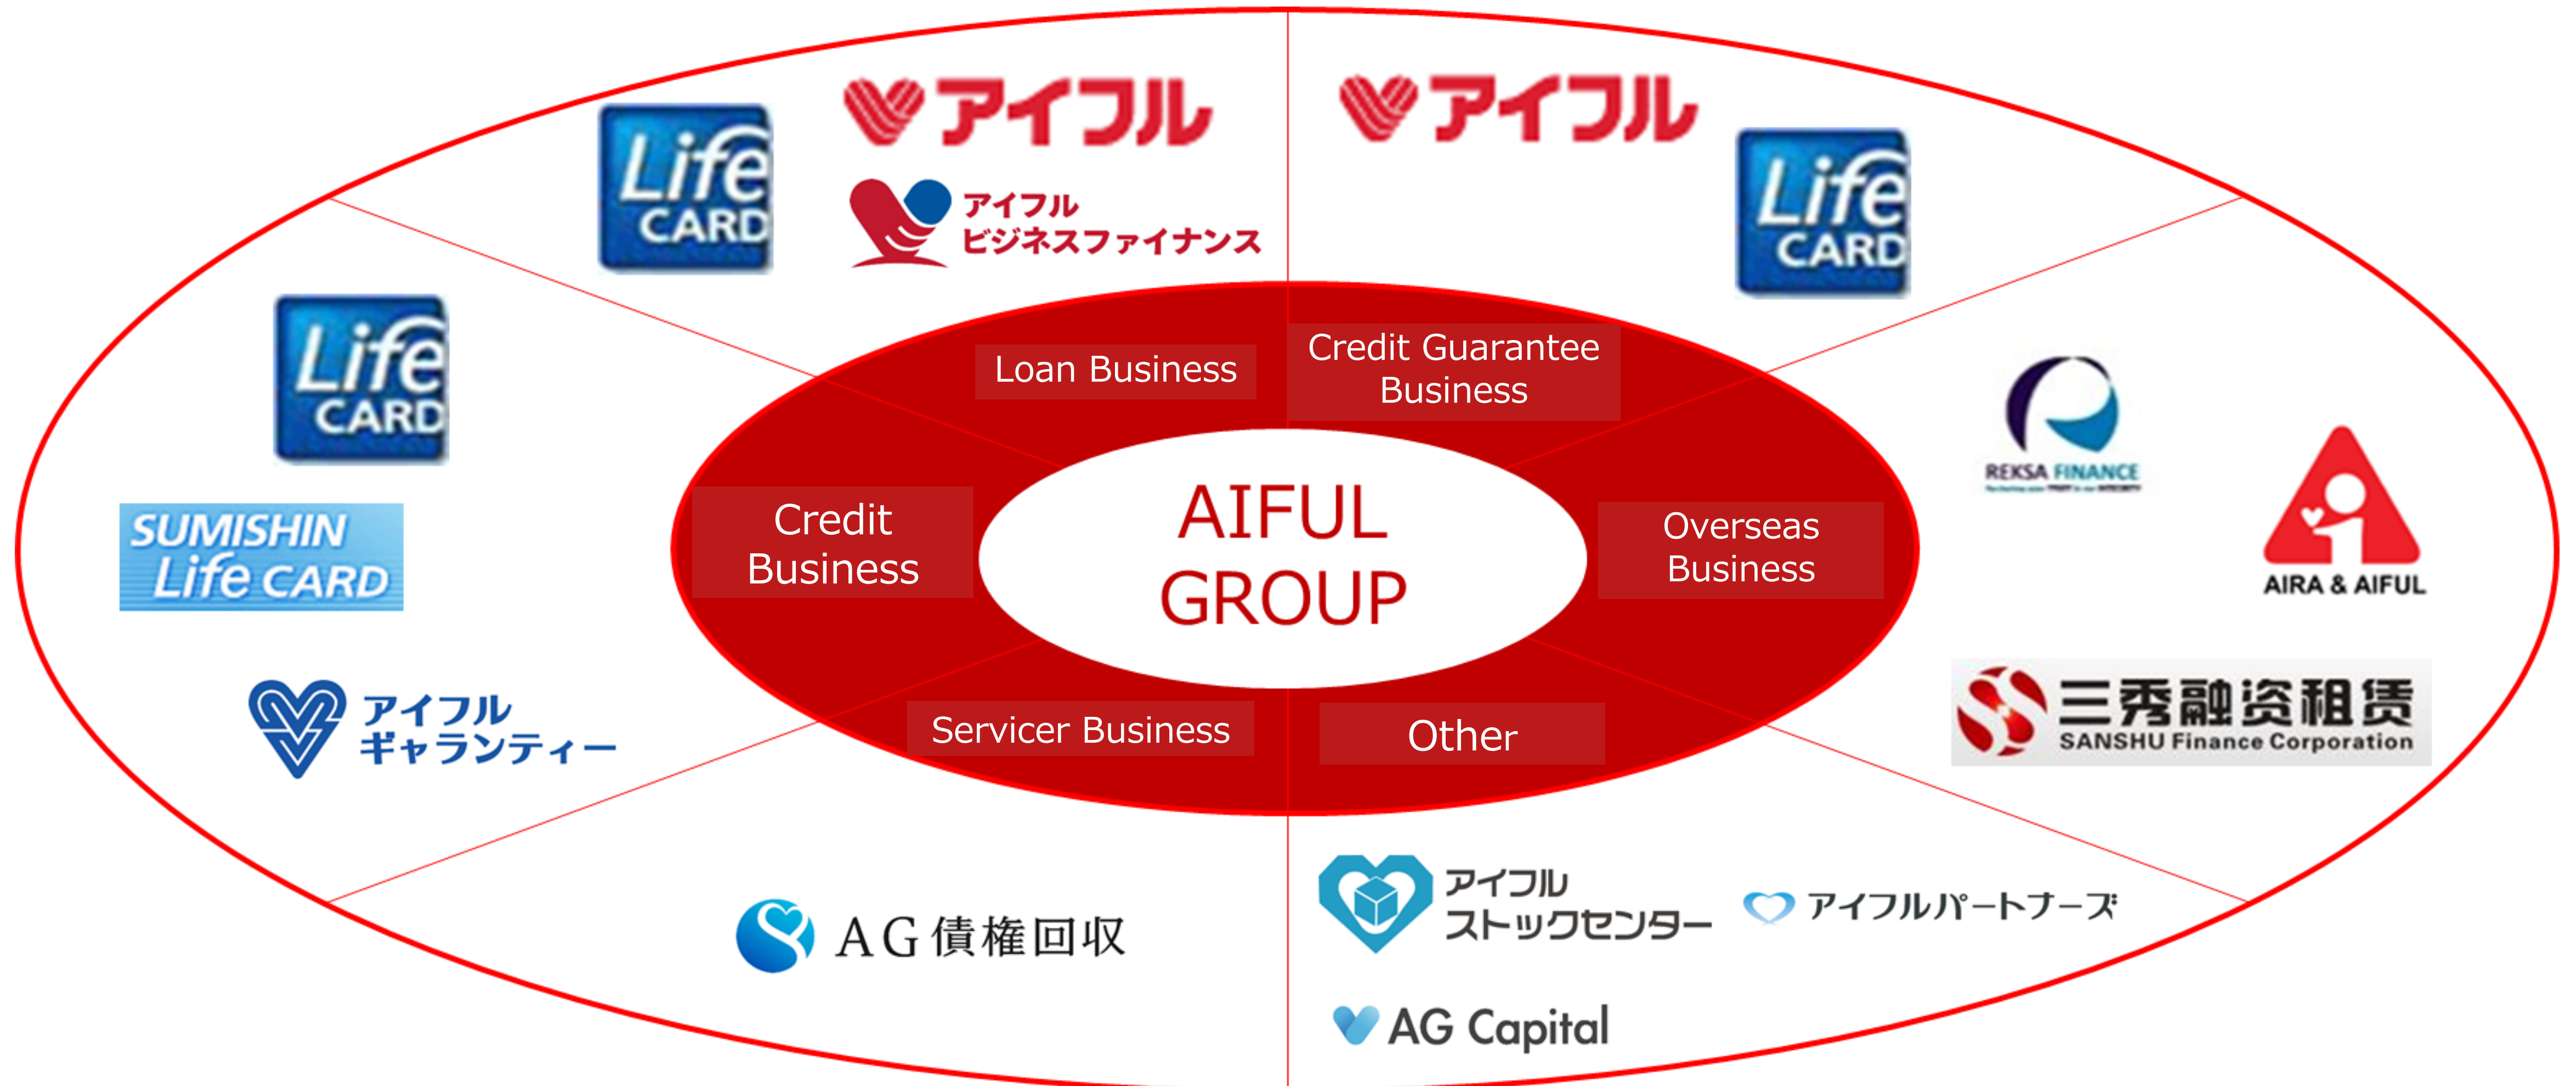 アイフル
アイフル
Life
CARD
Life
CARD
アイフル
ビジネスファイナンス
Life
CARD
Loan Business
Credit Guarantee
Business
REKSA FINANCE
AIRA & AIFUL
SUMISHIN
Life CARD
Credit
Business
AIFUL
GROUP
Overseas
Business
アイフル
ギャランティー
Servicer Business
Other
三秀融资租赁
SANSHU Finance Corporation
AG債権回収
アイフル
ストックセンター
アイフルパートナーズ
AG Capital